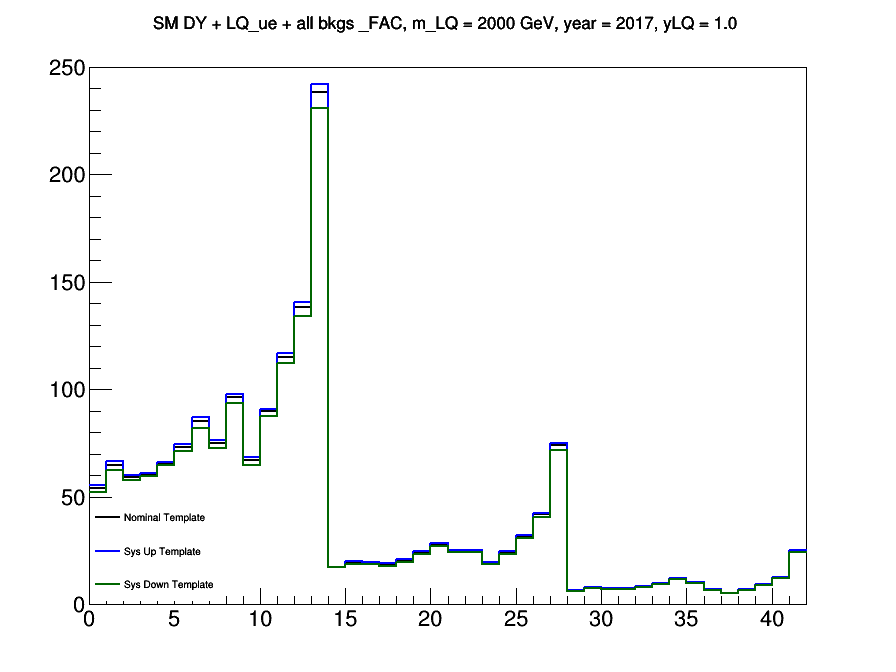 SM DY + LQ_ue + all bkgs _FAC, m_LQ = 2000 GeV, year = 2017, yLQ = 1.0
250
200
150
100
50
0
Nominal Template
Sys Up Template
Sys Down Template
0 5 10 15 20 25 30 35 40